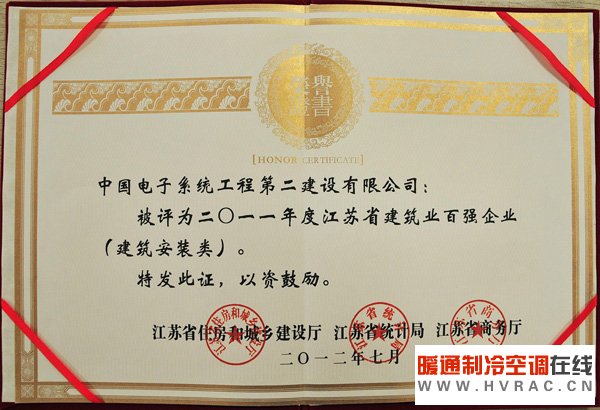 榮譽證書
[ HONOR CERTIFICATE ]
中国电子系统工程第二建设有限公司：
被评为二〇一一年度江苏省建筑业百强企业
（建筑安装类）。
特发此证，以资鼓励。
江苏省住房和城乡建设厅 江苏省统计局 江苏省商务厅
二〇一二年七月
暖通制冷空调在线
WWW.HVRAC.CN